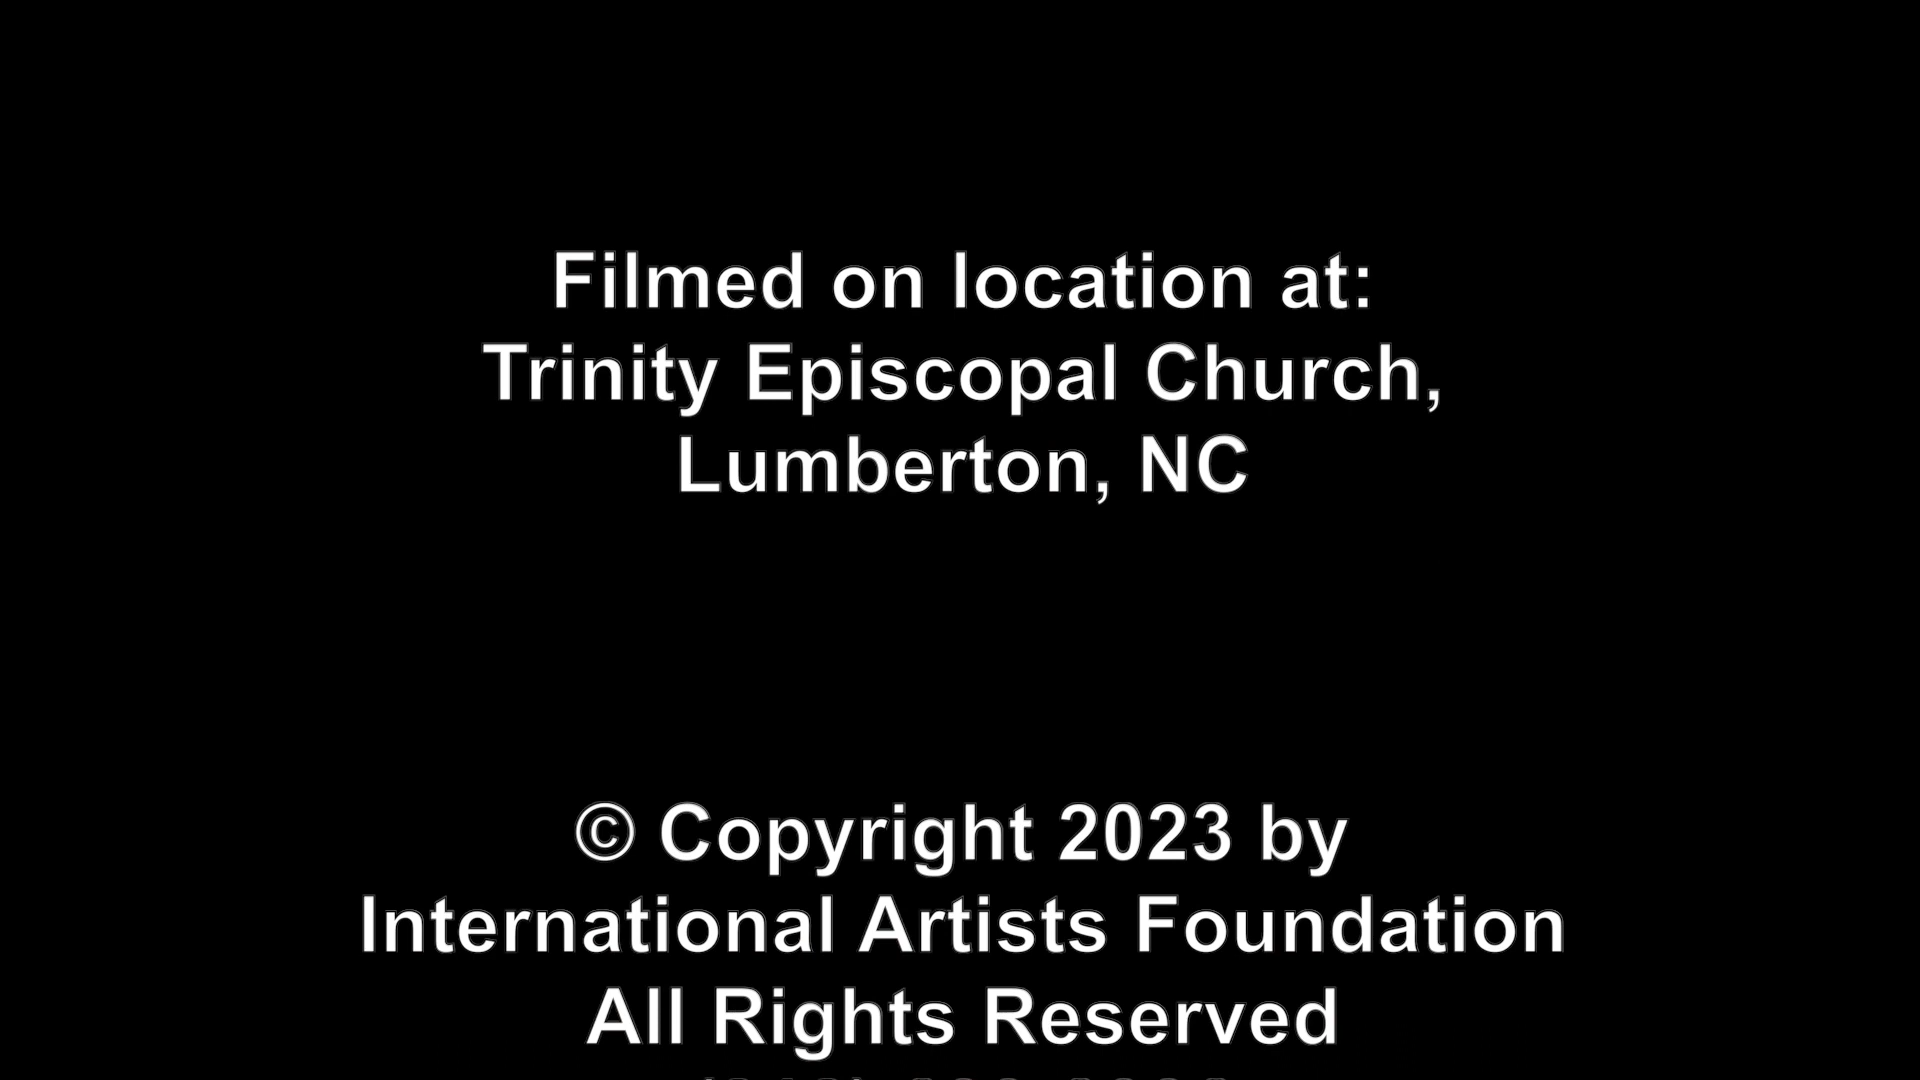 Filmed on location at:
Trinity Episcopal Church,
Lumberton, NC
© Copyright 2023 by
International Artists Foundation
All Rights Reserved